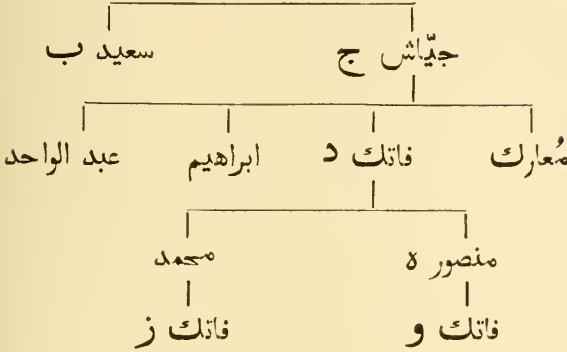 جيّاش ج سعيد ب
مُعارك فاتك د ابراهيم عبد الواحد
منصور ه محمد
فاتك و فاتك ز